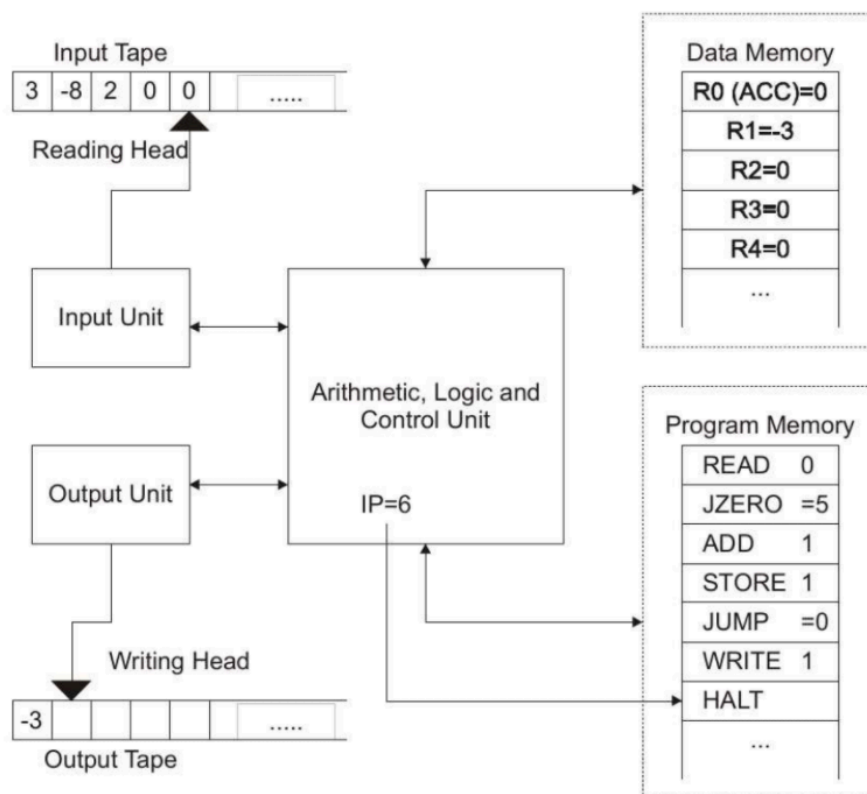 Input Tape
3 -8 2 0 0 .....
Reading Head
Input Unit
Output Unit
Writing Head
-3 .....
Output Tape
Arithmetic, Logic and
Control Unit
IP=6
Data Memory
R0 (ACC)=0
R1=-3
R2=0
R3=0
R4=0
...
Program Memory
READ 0
JZERO =5
ADD 1
STORE 1
JUMP =0
WRITE 1
HALT
...